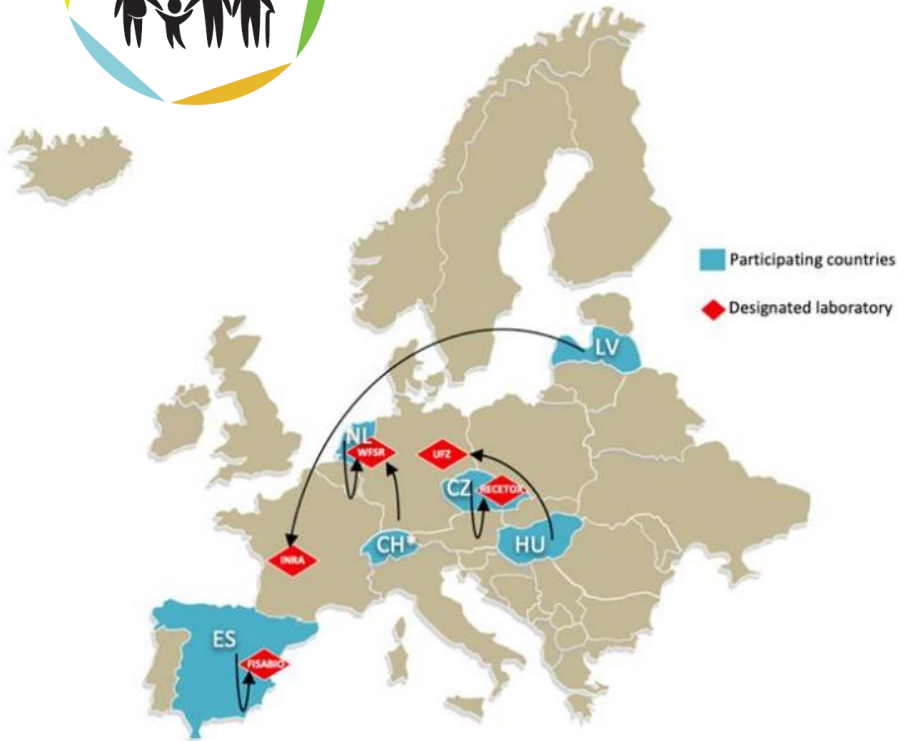 Participating countries
Designated laboratory
LV
NL
WFSR
UFZ
CZ
RECETOX
CH*
HU
INRA
ES
FISABIO